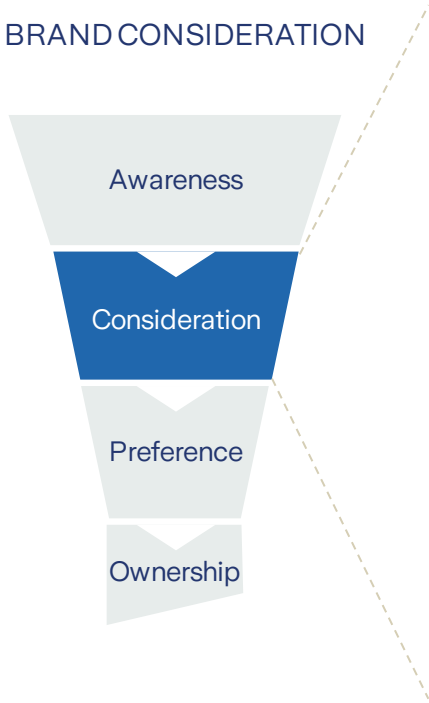 BRAND CONSIDERATION
Awareness
Consideration
Preference
Ownership